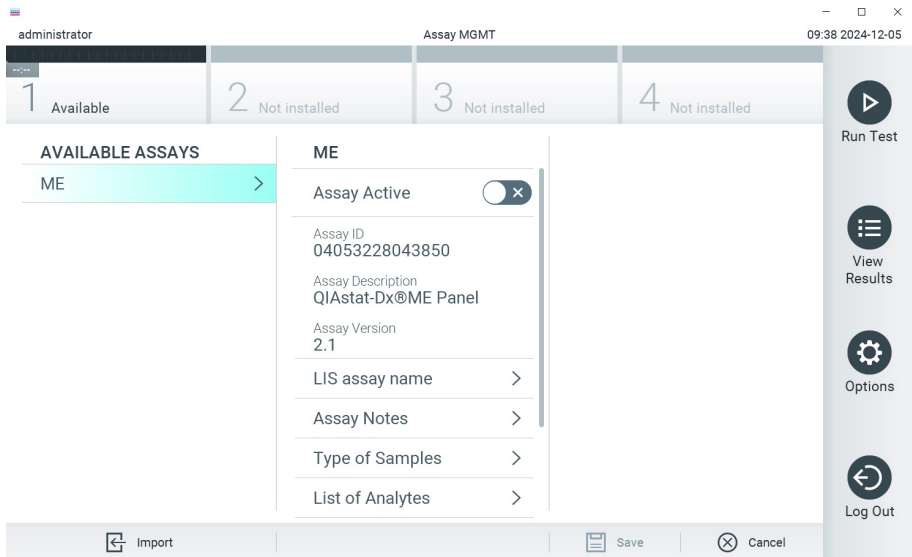 administrator
Assay MGMT
09:38 2024-12-05
--:--
1 Available
2 Not installed
3 Not installed
4 Not installed
Run Test
View
Results
Options
Log Out
AVAILABLE ASSAYS
ME
ME
Assay Active
Assay ID
04053228043850
Assay Description
QIAstat-Dx®ME Panel
Assay Version
2.1
LIS assay name
Assay Notes
Type of Samples
List of Analytes
Import
Save
Cancel